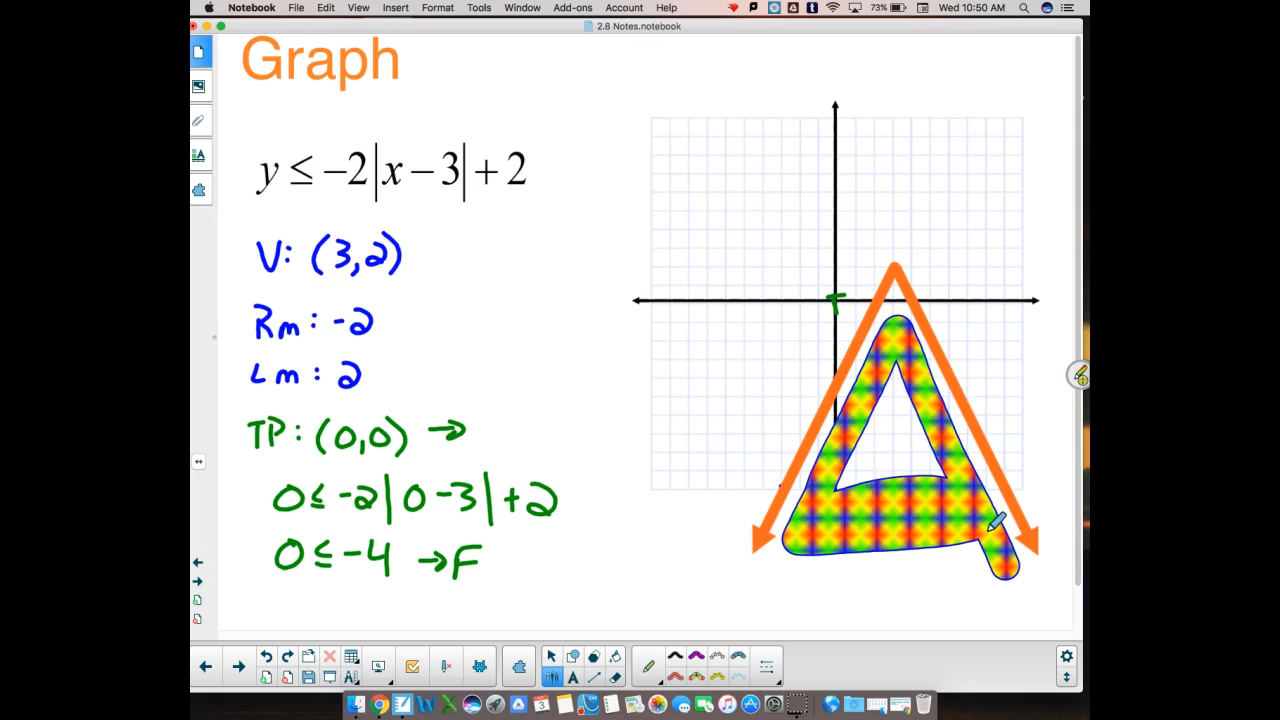 Notebook File Edit View Insert Format Tools Window Add-ons Account Help 73% Wed 10:50 AM
2.8 Notes.notebook
Graph
y ≤ −2|x − 3| + 2
V: (3,2)
Rm: -2
Lm: 2
TP: (0,0) →
0 ≤ -2|0-3|+2
0 ≤ -4 → F
T